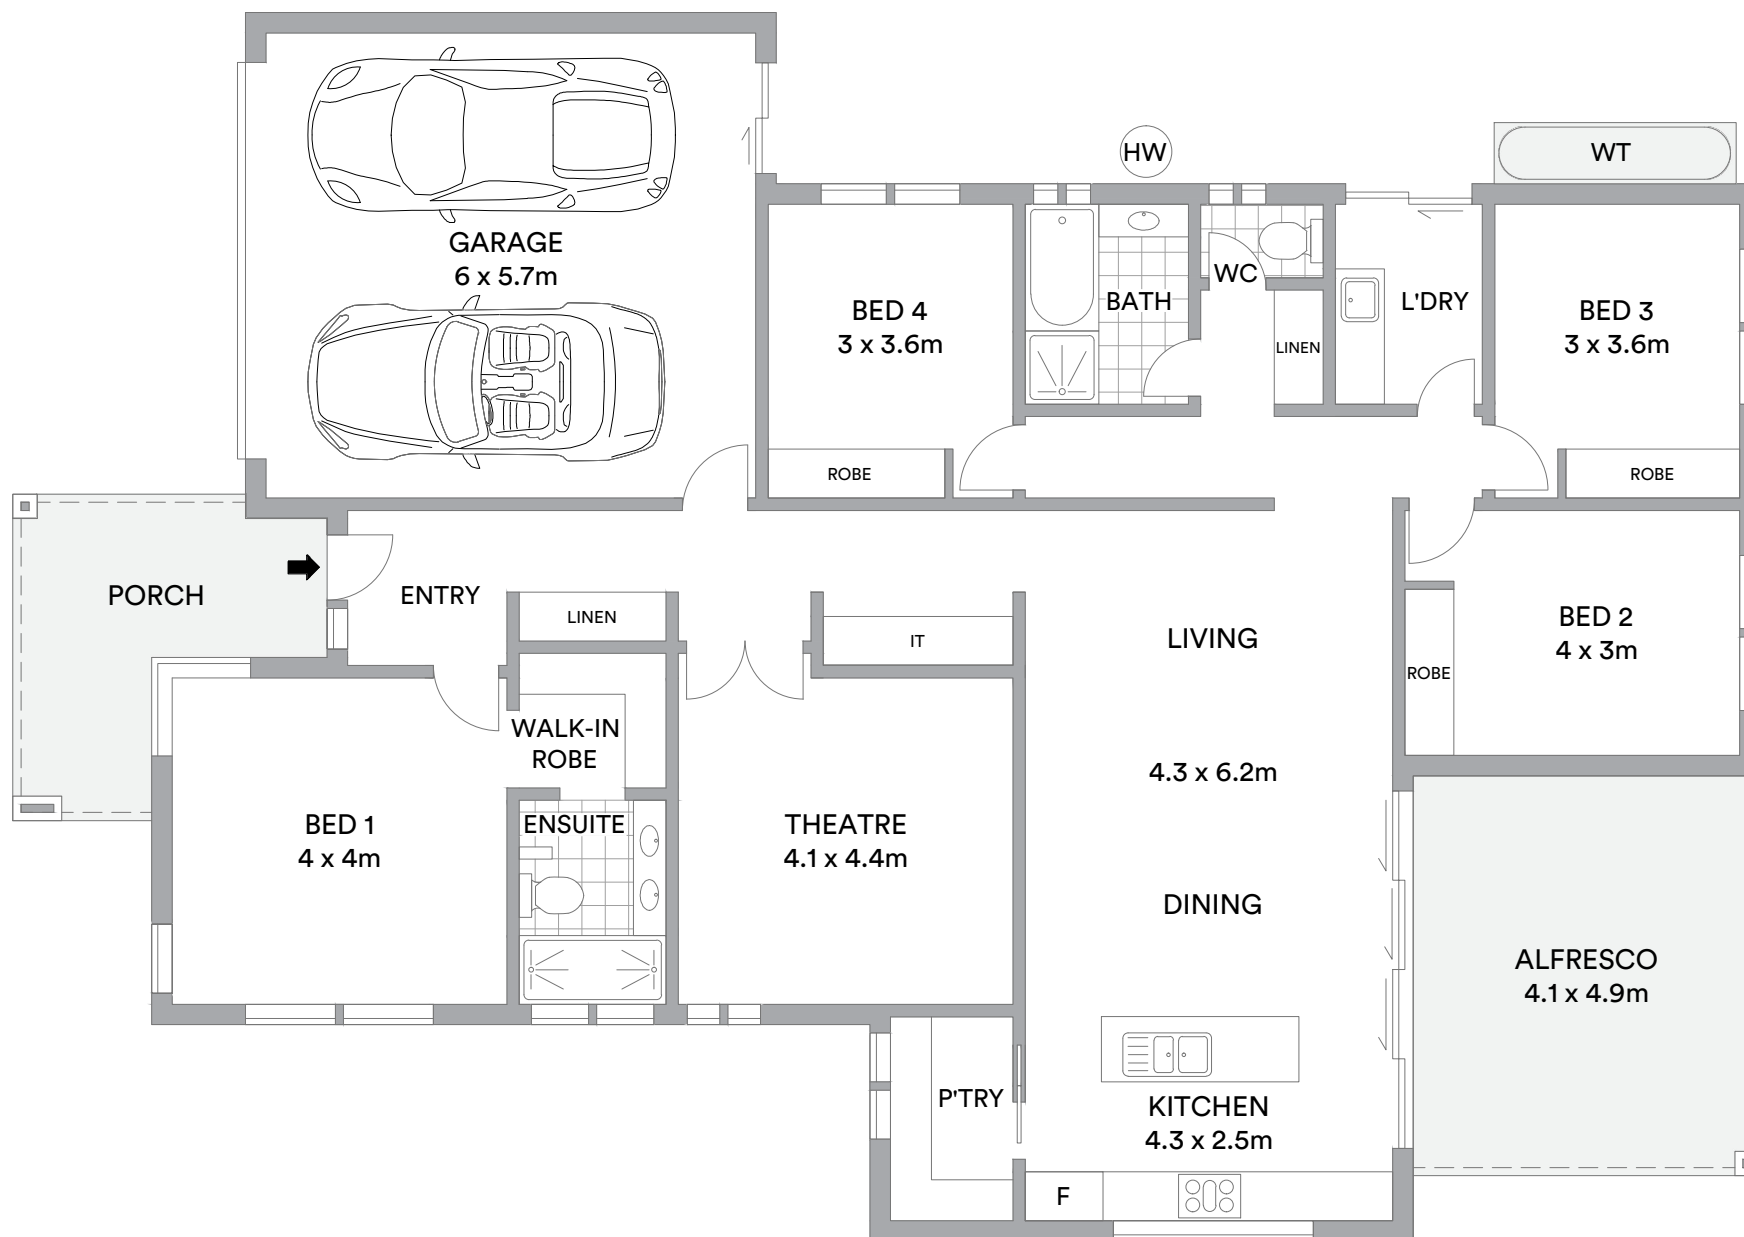 GARAGE
6 x 5.7m
HW
WT
BED 4
3 x 3.6m
BATH
WC
LINEN
L'DRY
BED 3
3 x 3.6m
ROBE
ROBE
PORCH
ENTRY
LINEN
IT
LIVING
BED 2
4 x 3m
ROBE
WALK-IN
ROBE
4.3 x 6.2m
BED 1
4 x 4m
ENSUITE
THEATRE
4.1 x 4.4m
DINING
ALFRESCO
4.1 x 4.9m
P'TRY
KITCHEN
4.3 x 2.5m
F